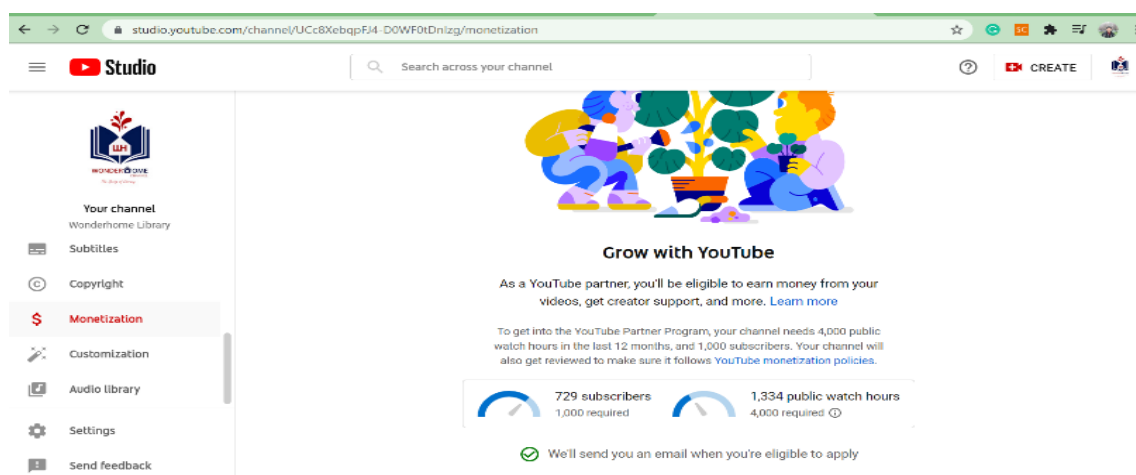 studio.youtube.com/channel/UCc8XebqpFJ4-D0WF0tDnIzg/monetization
Studio
Search across your channel
CREATE
WH
WONDERHOME
Your channel
Wonderhome Library
Subtitles
Copyright
Monetization
Customization
Audio library
Settings
Send feedback
Grow with YouTube
As a YouTube partner, you'll be eligible to earn money from your
videos, get creator support, and more. Learn more
To get into the YouTube Partner Program, your channel needs 4,000 public
watch hours in the last 12 months, and 1,000 subscribers. Your channel will
also get reviewed to make sure it follows YouTube monetization policies.
729 subscribers
1,000 required
1,334 public watch hours
4,000 required
We'll send you an email when you're eligible to apply